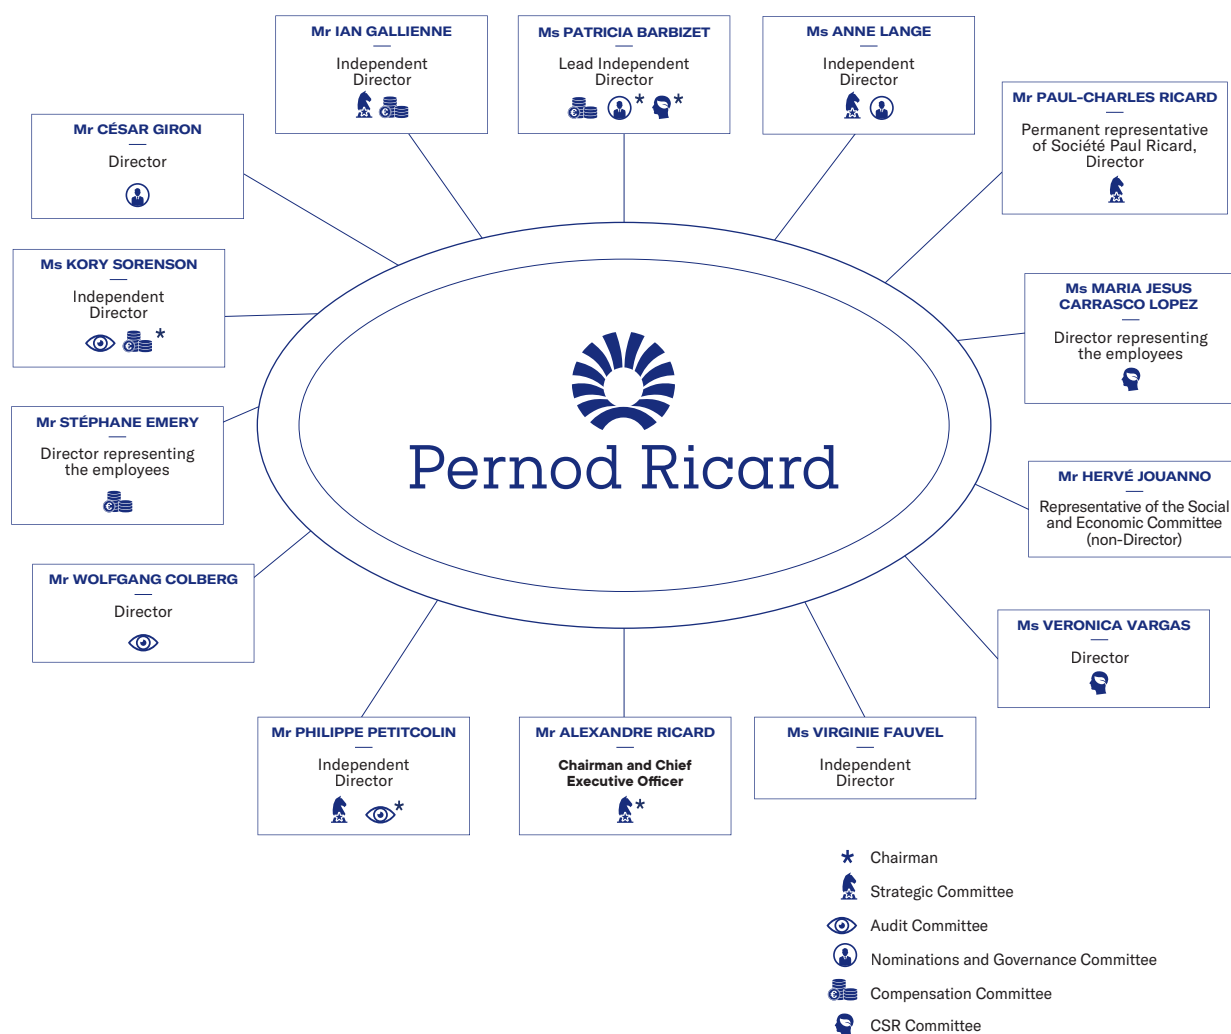 Mr IAN GALLIENNE
Independent
Director
*
Ms PATRICIA BARBIZET
Lead Independent
Director
* *
Ms ANNE LANGE
Independent
Director
Mr PAUL-CHARLES RICARD
Permanent representative
of Société Paul Ricard,
Director
Mr CÉSAR GIRON
Director
Ms KORY SORENSON
Independent
Director
*
Ms MARIA JESUS
CARRASCO LOPEZ
Director representing
the employees
Mr STÉPHANE EMERY
Director representing
the employees
Pernod Ricard
Mr HERVÉ JOUANNO
Representative of the Social
and Economic Committee
(non-Director)
Mr WOLFGANG COLBERG
Director
Ms VERONICA VARGAS
Director
Mr PHILIPPE PETITCOLIN
Independent
Director
*
Mr ALEXANDRE RICARD
Chairman and Chief
Executive Officer
*
Ms VIRGINIE FAUVEL
Independent
Director
* Chairman
Strategic Committee
Audit Committee
Nominations and Governance Committee
€ Compensation Committee
CSR Committee